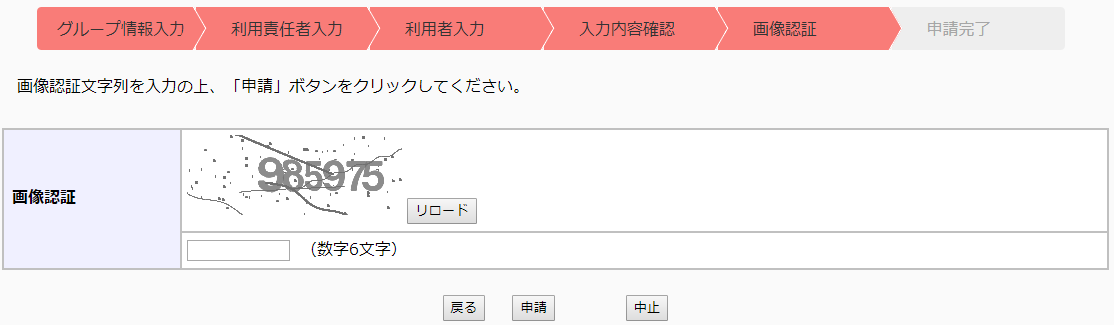 グループ情報入力 利用責任者入力 利用者入力 入力内容確認 画像認証 申請完了
画像認証文字列を入力の上、「申請」ボタンをクリックしてください。
画像認証
985975
リロード
（数字6文字）
戻る 申請 中止